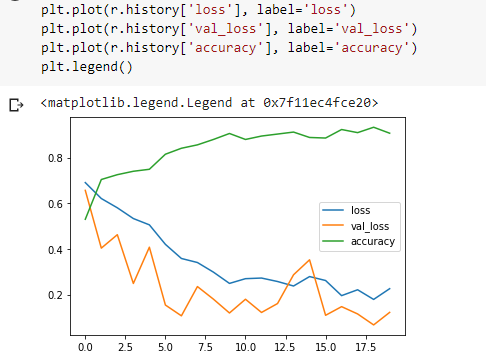 plt.plot(r.history['loss'], label='loss')
plt.plot(r.history['val_loss'], label='val_loss')
plt.plot(r.history['accuracy'], label='accuracy')
plt.legend()
<matplotlib.legend.Legend at 0x7f11ec4fce20>
0.8
0.6
0.4
0.2
loss
val_loss
accuracy
0.0 2.5 5.0 7.5 10.0 12.5 15.0 17.5